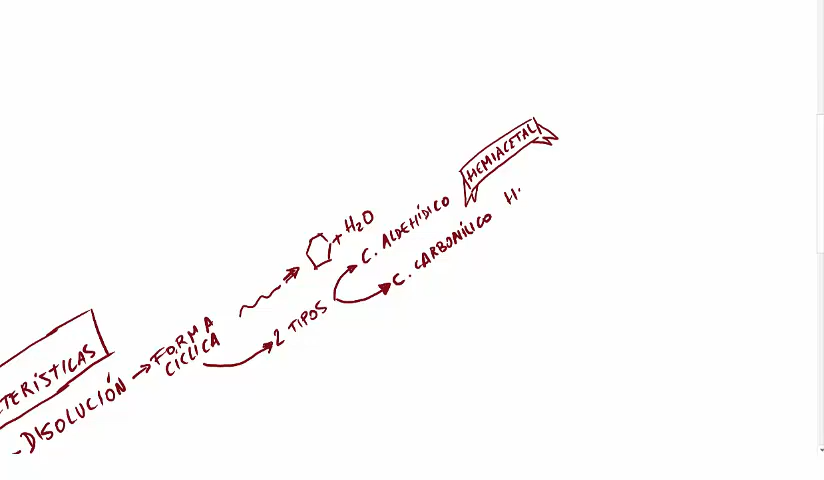 HEMIACETAL
+ H2O
C. ALDEHÍDICO
C. CARBONÍLICO H
2 TIPOS
FORMA
CÍCLICA
TERÍSTICAS
- DISOLUCIÓN